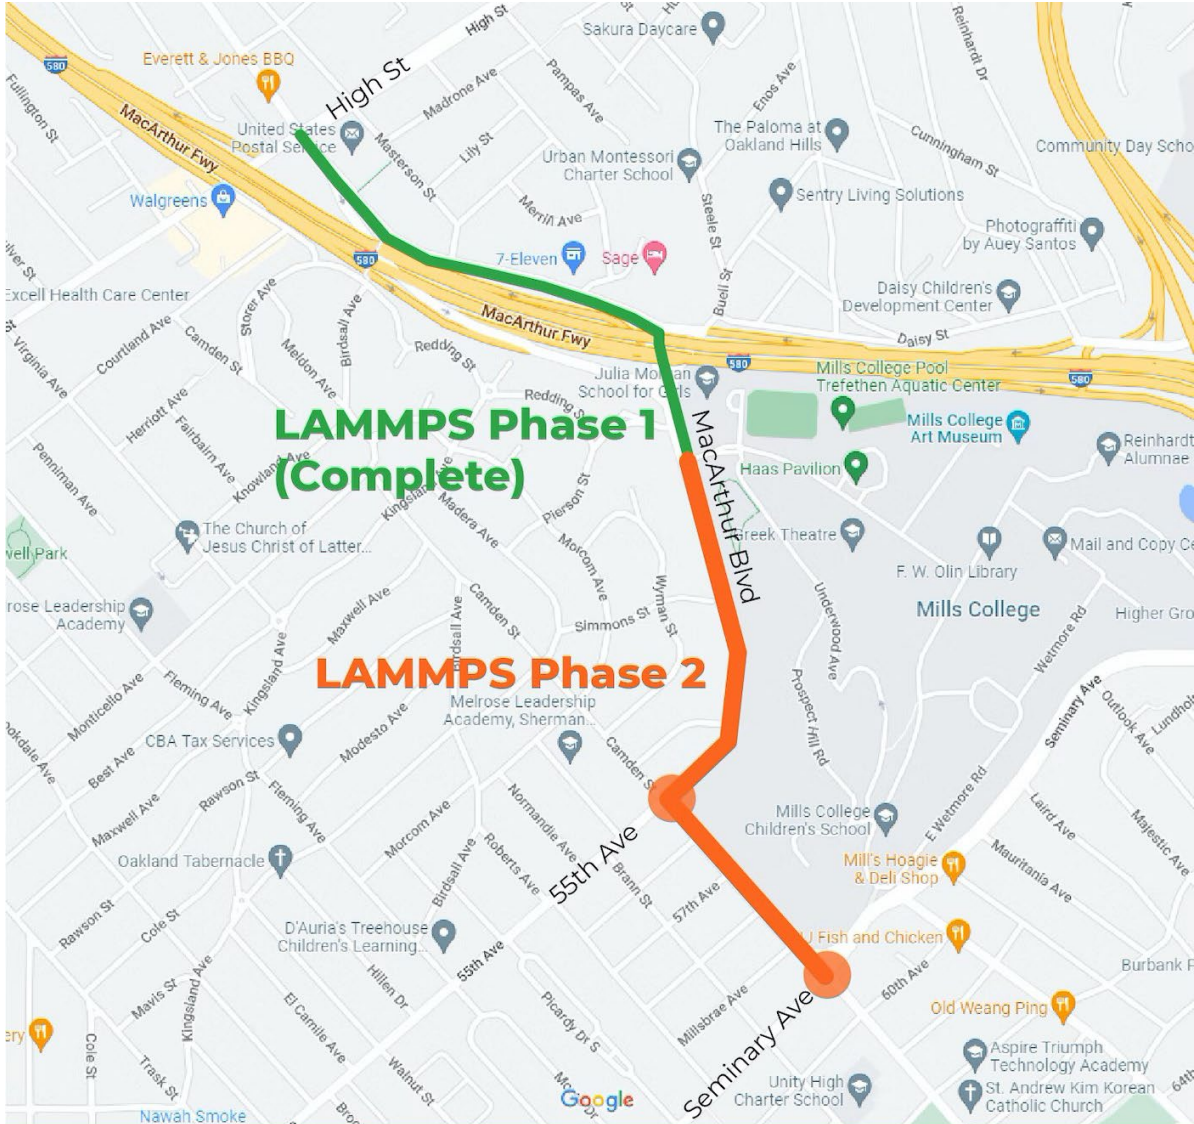 High St
Sakura Daycare
Reinhardt Dr
Everett & Jones BBQ
580
High St
Madrone Ave
Pampas Ave
Enos Ave
Fullington St
MacArthur Fwy
United States
Postal Service
Masterson St
Lily St
The Paloma at
Oakland Hills
Cunningham St
Community Day Scho
Urban Montessori
Charter School
Walgreens
Merrill Ave
Steele St
Sentry Living Solutions
Photograffiti
by Auey Santos
580
7-Eleven
Sage
Buell St
Excell Health Care Center
Storer Ave
Birdsall Ave
Daisy Children's
Development Center
MacArthur Fwy
Daisy St
Virginia Ave
Courtland Ave
Camden St
Meldon Ave
Redding St
580
580
Julia Morgan
School for Girls
Mills College Pool
Trefethen Aquatic Center
Herriott Ave
Redding St
Mills College
Art Museum
LAMMPS Phase 1
(Complete)
MacArthur Blvd
Fairbairn Ave
Penniman Ave
Knowland Ave
Kingsland Ave
Madera Ave
Pierson St
Haas Pavilion
Reinhardt
Alumnae
well Park
The Church of
Jesus Christ of Latter...
Greek Theatre
F. W. Olin Library
Mail and Copy Ce
Molcom Ave
Wyman St
rose Leadership
Academy
Maxwell Ave
Birdsall Ave
Camden St
Simmons St
Underwood Ave
Mills College
Higher Gro
Wetmore Rd
LAMMPS Phase 2
Kingsland Ave
Fleming Ave
Monticello Ave
Melrose Leadership
Academy, Sherman...
Prospect Hill Rd
Seminary Ave
Outlook Ave
Lundhol
ookdale Ave
Best Ave
CBA Tax Services
Modesto Ave
Camden St
Rawson St
Fleming Ave
Maxwell Ave
Morcom Ave
Normandie Ave
Mills College
Children's School
E Wetmore Rd
Laird Ave
Majestic Ave
Oakland Tabernacle
Birdsall Ave
Roberts Ave
Brann St
55th Ave
57th Ave
Mill's Hoagie
& Deli Shop
Mauritania Ave
Rawson St
Cole St
D'Auria's Treehouse
Children's Learning...
55th Ave
J Fish and Chicken
Burbank
Mavis St
Kingsland Ave
Hillen Dr
60th Ave
El Camile Ave
Picardy Dr S
Millsbrae Ave
Seminary Ave
Old Weang Ping
ery
Cole St
Trask St
Walnut St
Aspire Triumph
Technology Academy
Unity High
Charter School
St. Andrew Kim Korean
Catholic Church
64th
Google
Nawah Smoke